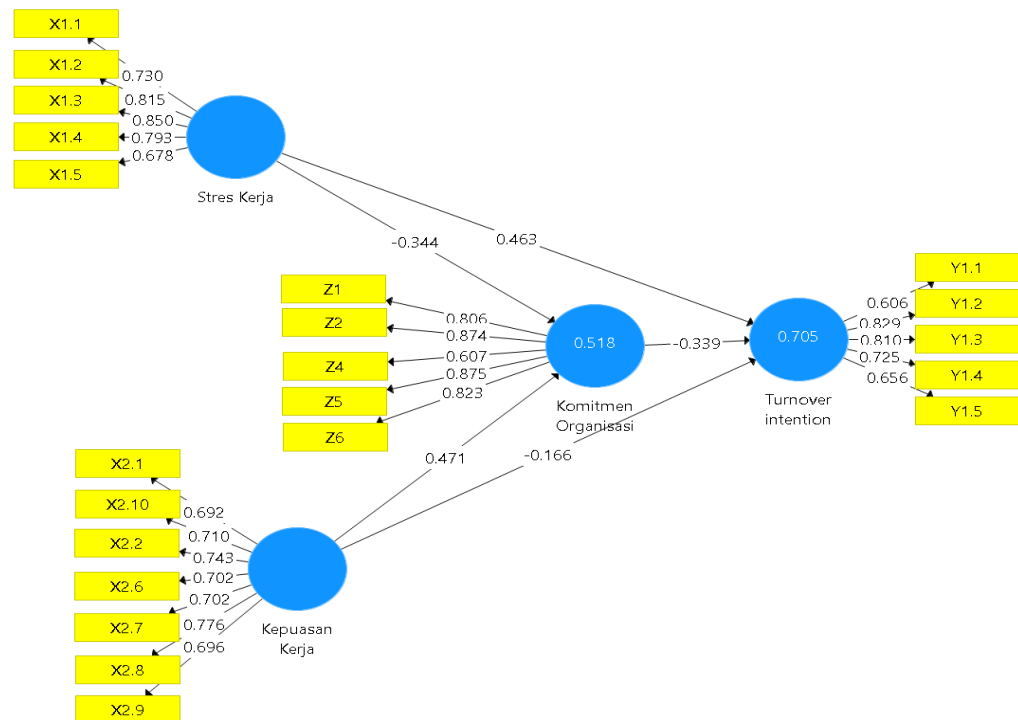 X1.1
X1.2
X1.3
X1.4
X1.5
0.730
0.815
0.850
0.793
0.678
Stres Kerja
-0.344
0.463
Z1
Z2
Z4
Z5
Z6
0.806
0.874
0.607
0.875
0.823
0.518
Komitmen
Organisasi
-0.339
0.705
Turnover
intention
0.606
0.829
0.810
0.725
0.656
Y1.1
Y1.2
Y1.3
Y1.4
Y1.5
0.471
-0.166
X2.1
X2.10
X2.2
X2.6
X2.7
X2.8
X2.9
0.692
0.710
0.743
0.702
0.702
0.776
0.696
Kepuasan
Kerja